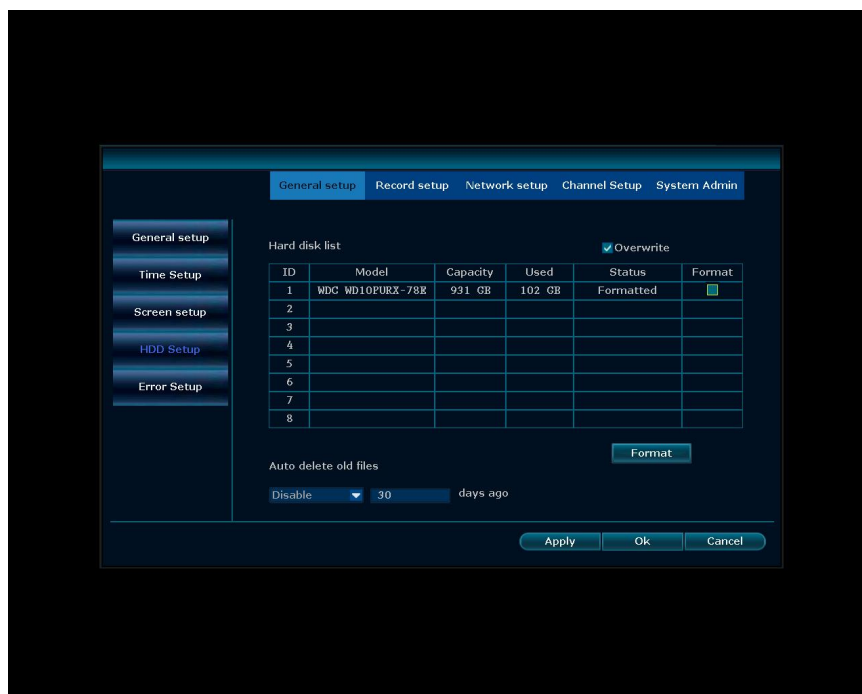 General setup Record setup Network setup Channel Setup System Admin
General setup
Time Setup
Screen setup
HDD Setup
Error Setup
Hard disk list Overwrite
ID Model Capacity Used Status Format
1 WDC WD10PURX-78E 931 GB 102 GB Formatted
2
3
4
5
6
7
8
Format
Auto delete old files
Disable 30 days ago
Apply Ok Cancel